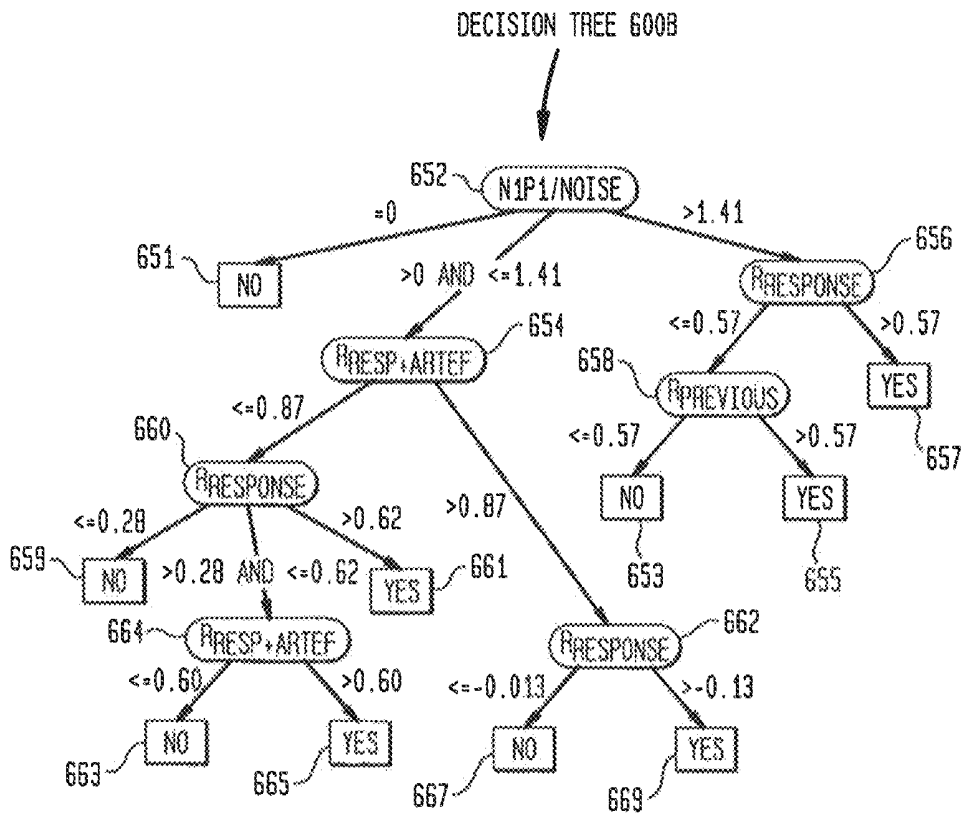 DECISION TREE 600B
652
N1P1/NOISE
=0
>0 AND <=1.41
>1.41
651
NO
656
RRESPONSE
654
RRESP+ARTEF
<=0.57
>0.57
658
RPREVIOUS
YES
657
<=0.87
>0.87
660
RRESPONSE
<=0.57
>0.57
NO
653
YES
655
<=0.28
>0.28 AND <=0.62
>0.62
659
NO
YES
661
664
RRESP+ARTEF
662
RRESPONSE
<=0.60
>0.60
<=-0.013
>-0.13
NO
663
YES
665
NO
667
YES
669